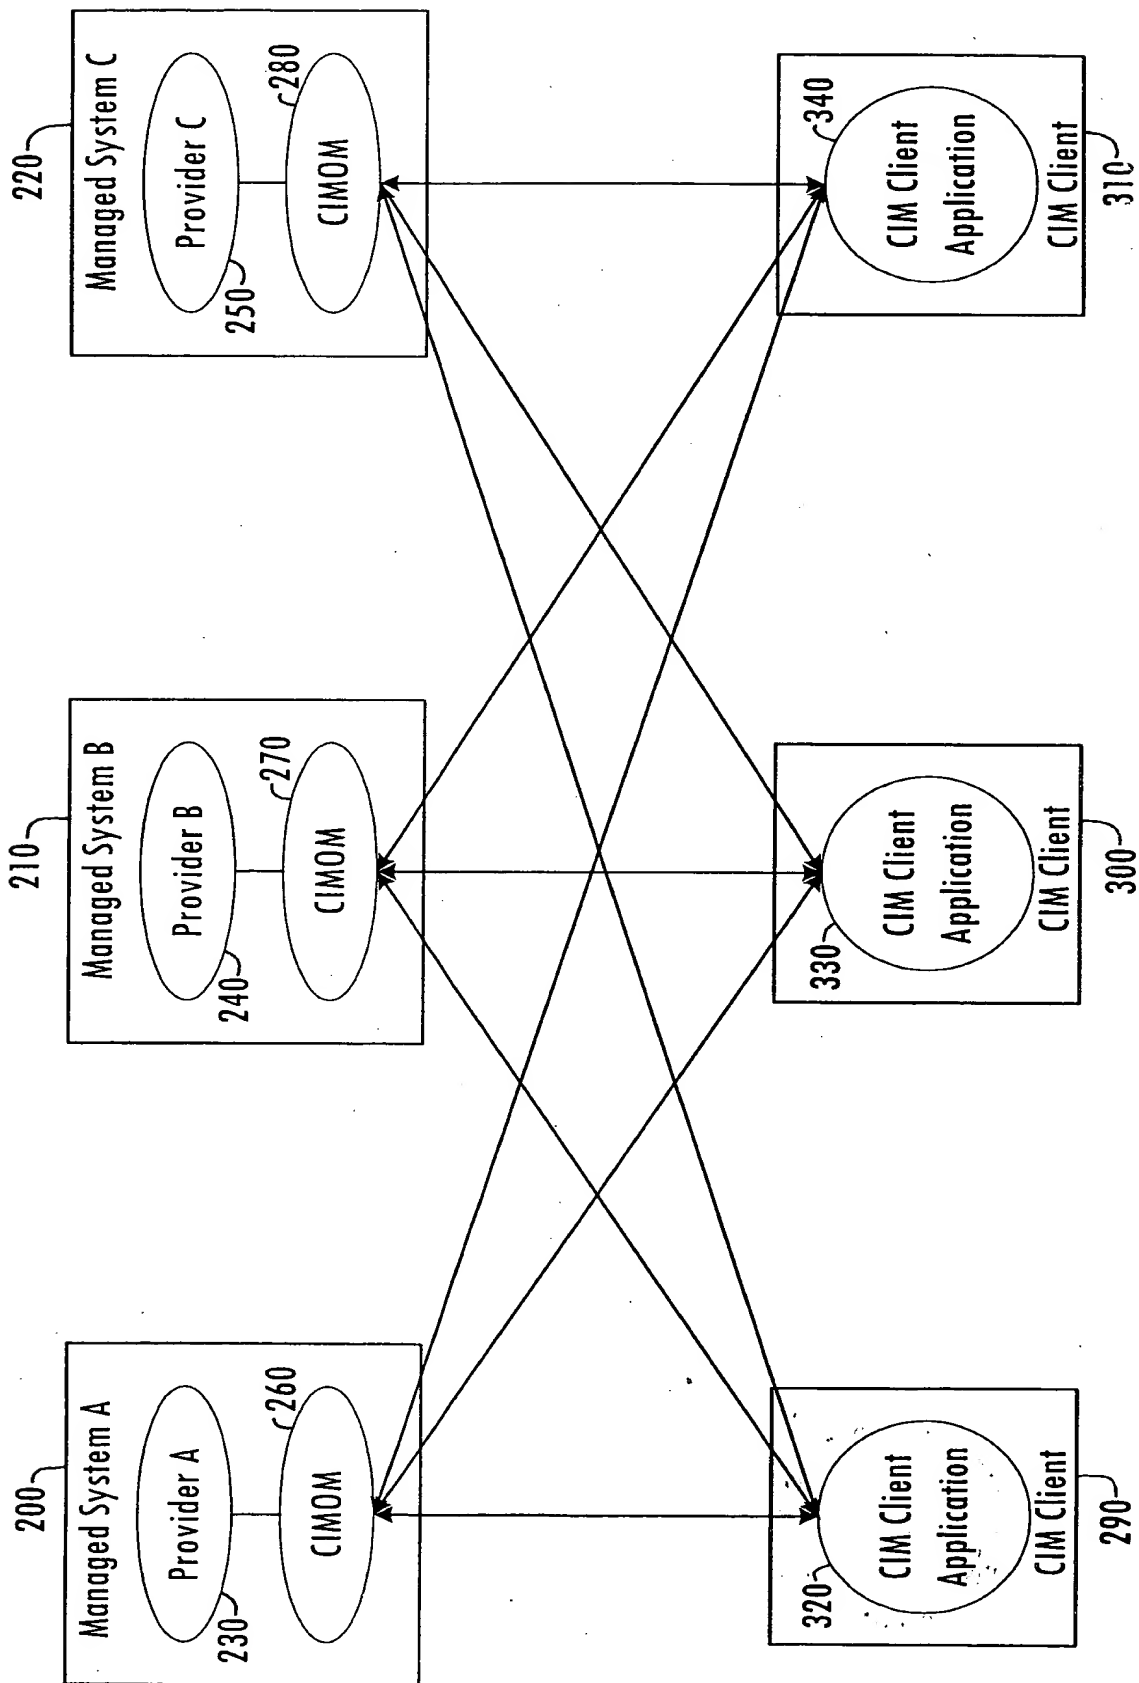 200
Managed System A
Provider A
230
260
CIMOM
210
Managed System B
Provider B
240
270
CIMOM
220
Managed System C
Provider C
250
280
CIMOM
320
CIM Client
Application
CIM Client
290
330
CIM Client
Application
CIM Client
300
340
CIM Client
Application
CIM Client
310